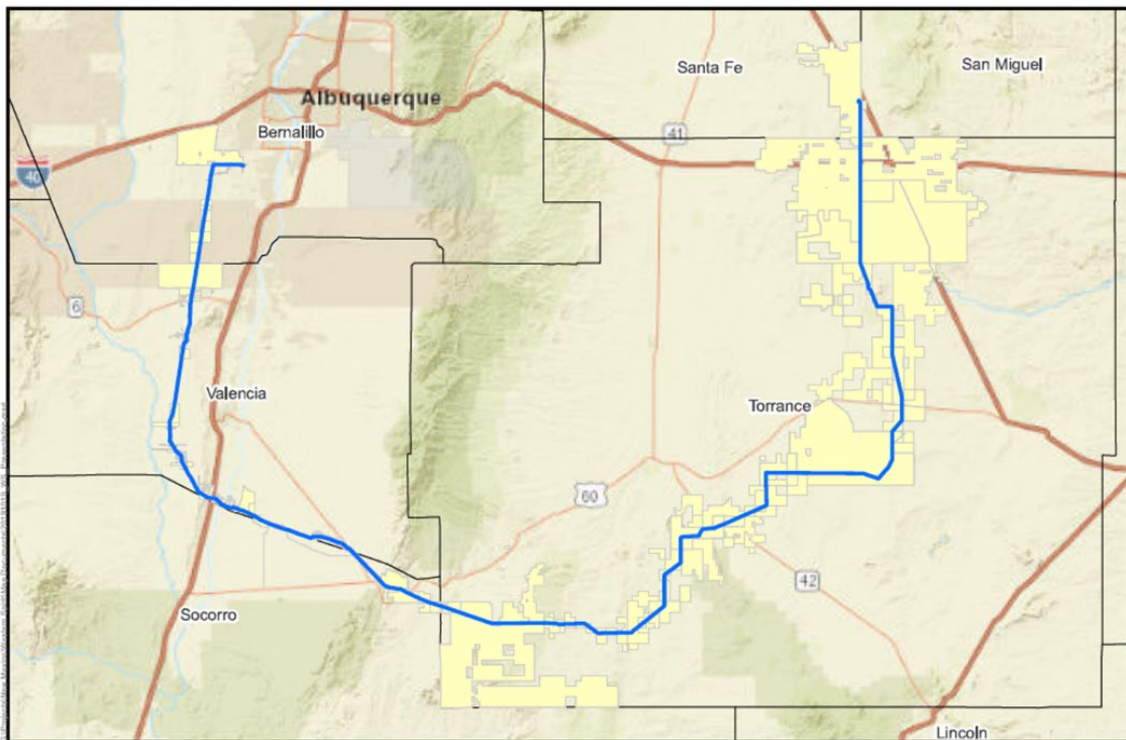 Santa Fe
San Miguel
Albuquerque
Bernalillo
41
40
6
Valencia
Torrance
60
42
Socorro
Lincoln